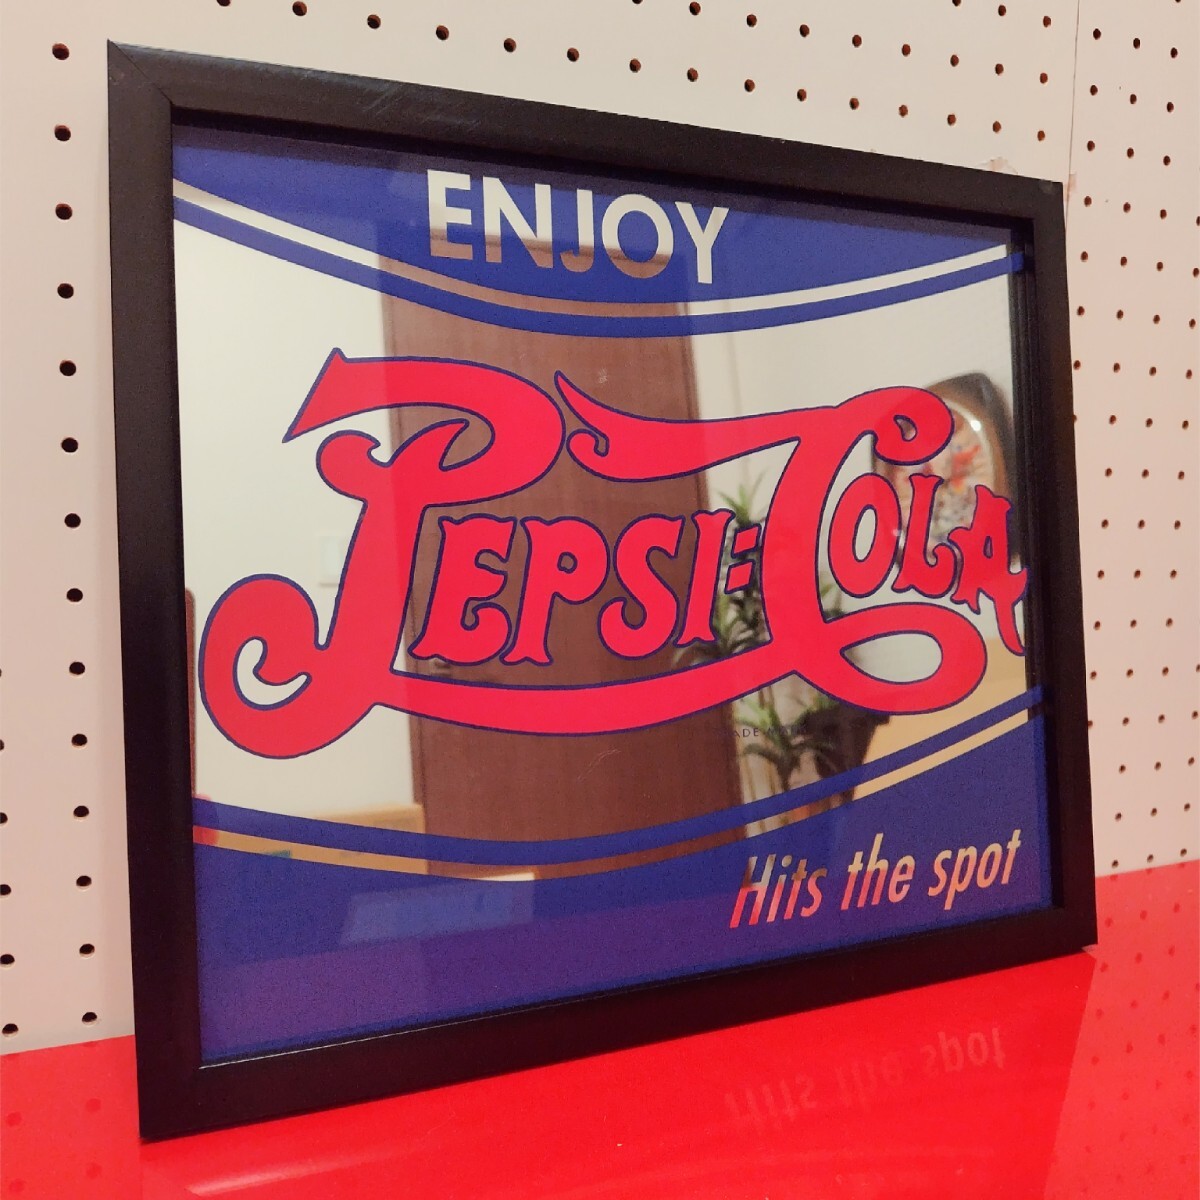 ENJOY
PEPSI=COLA
Hits the spot